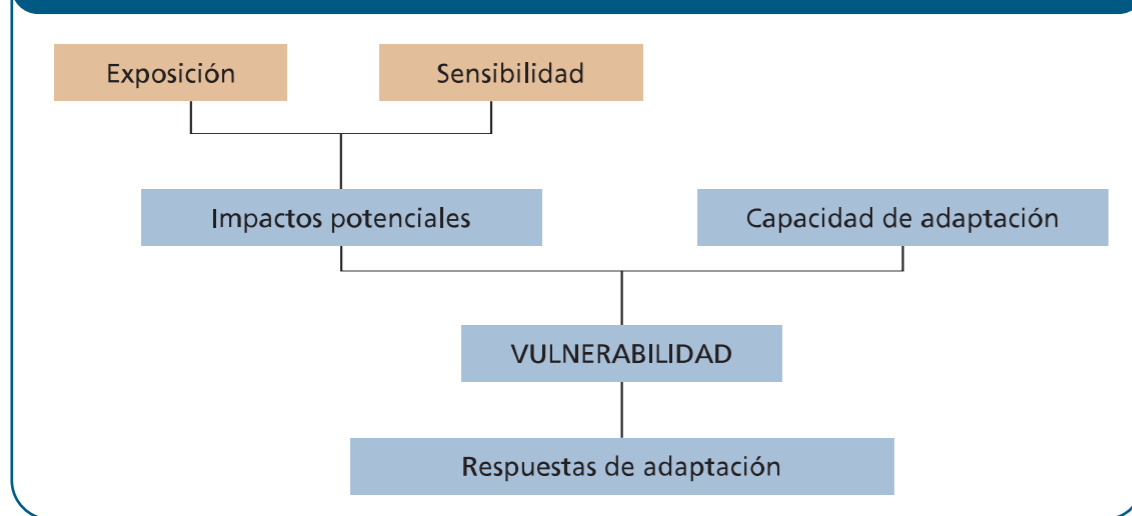 Exposición
Sensibilidad
Impactos potenciales
Capacidad de adaptación
VULNERABILIDAD
Respuestas de adaptación